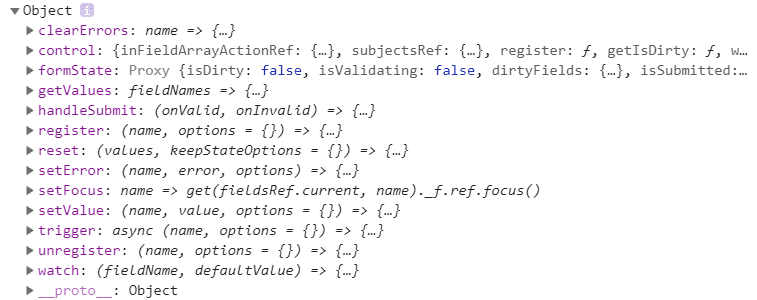 Object i
clearErrors: name => {…}
control: {inFieldArrayActionRef: {…}, subjectsRef: {…}, register: ƒ, getIsDirty: ƒ, w…
formState: Proxy {isDirty: false, isValidating: false, dirtyFields: {…}, isSubmitted:…
getValues: fieldNames => {…}
handleSubmit: (onValid, onInvalid) => {…}
register: (name, options = {}) => {…}
reset: (values, keepStateOptions = {}) => {…}
setError: (name, error, options) => {…}
setFocus: name => get(fieldsRef.current, name)._f.ref.focus()
setValue: (name, value, options = {}) => {…}
trigger: async (name, options = {}) => {…}
unregister: (name, options = {}) => {…}
watch: (fieldName, defaultValue) => {…}
__proto__: Object